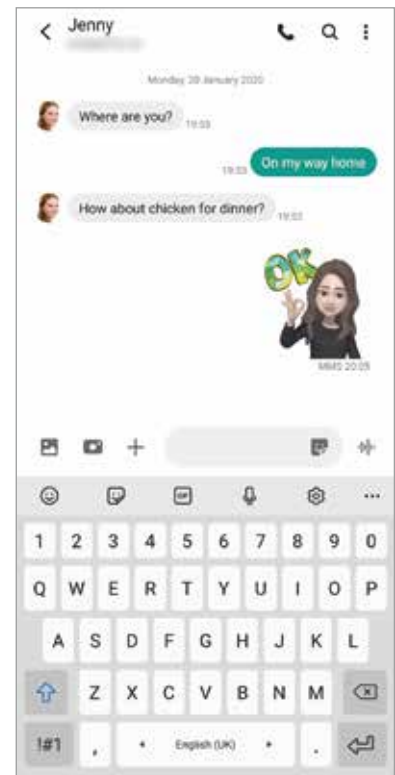 Jenny
Monday, 20 January 2020
Where are you?
19:53
19:53
On my way home
How about chicken for dinner?
19:53
OK
MMS 20:05
GIF
1 2 3 4 5 6 7 8 9 0
Q W E R T Y U I O P
A S D F G H J K L
Z X C V B N M
!#1 , English (UK) .